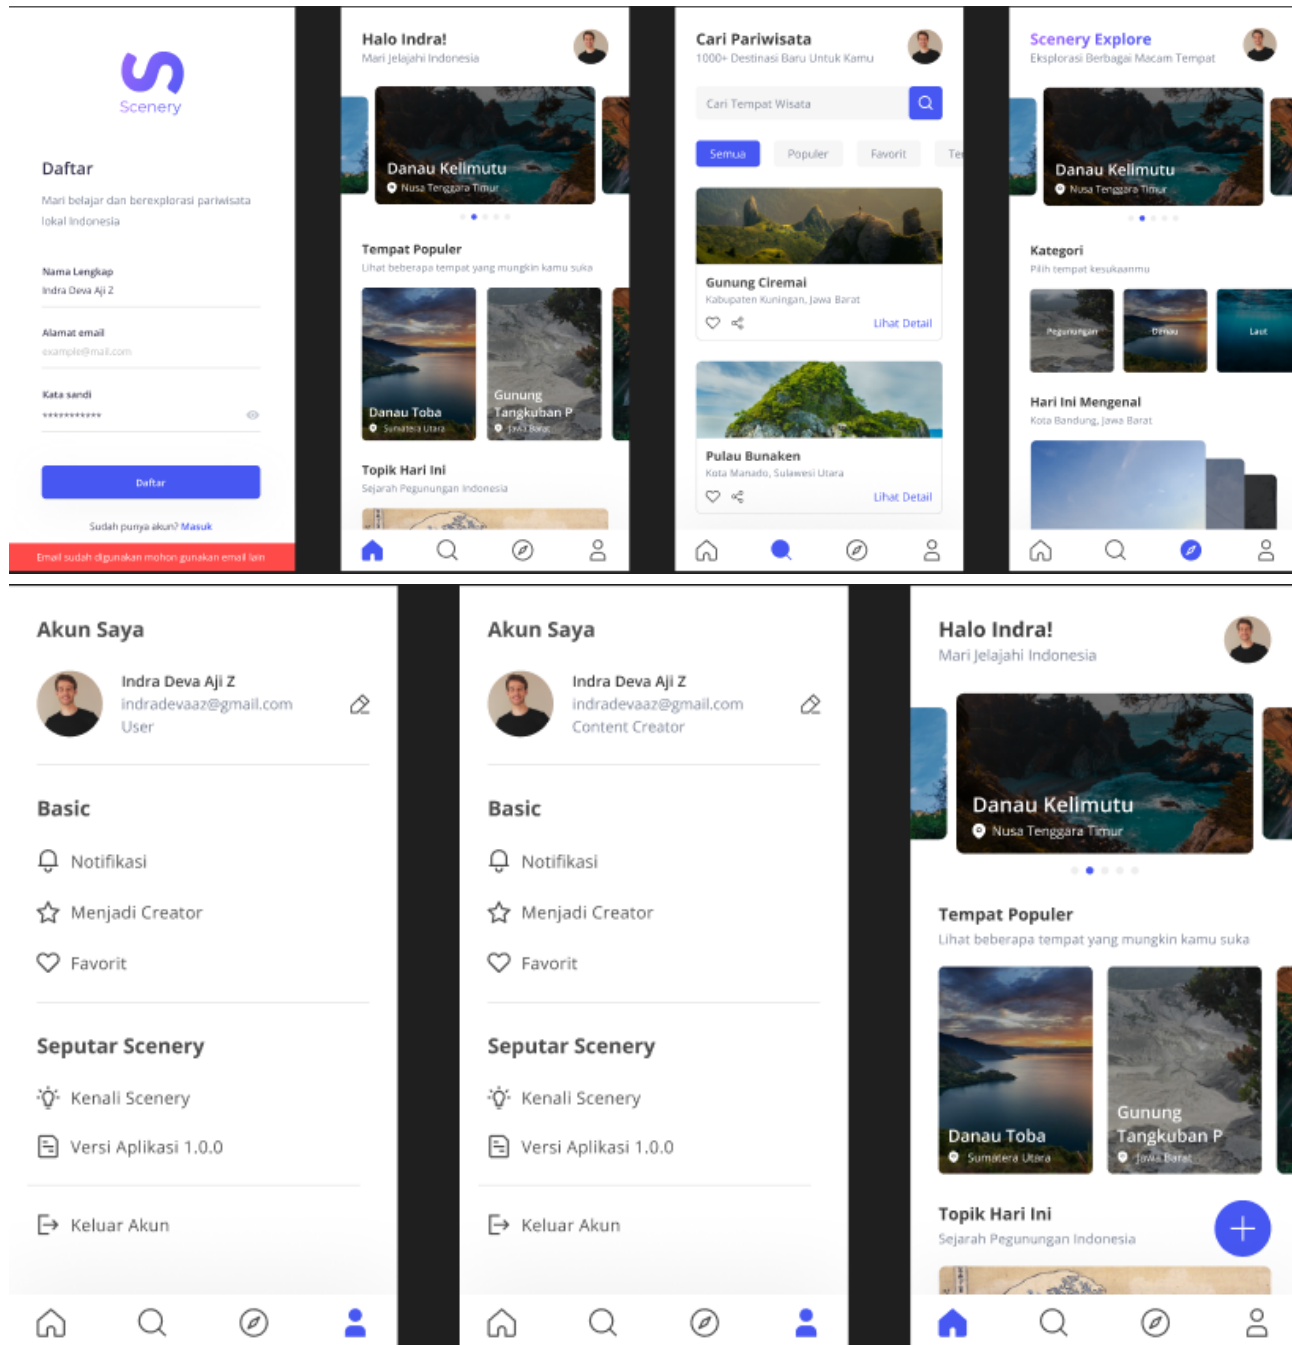 Scenery
Daftar
Mari belajar dan berexplorasi pariwisata
lokal Indonesia
Nama Lengkap
Indra Deva Aji Z
Alamat email
example@mail.com
Kata sandi
***********
Daftar
Sudah punya akun? Masuk
Email sudah digunakan mohon gunakan email lain
Halo Indra!
Mari Jelajahi Indonesia
Danau Kelimutu
Nusa Tenggara Timur
Tempat Populer
Lihat beberapa tempat yang mungkin kamu suka
Danau Toba
Sumatera Utara
Gunung
Tangkuban P
Jawa Barat
Topik Hari Ini
Sejarah Pegunungan Indonesia
Cari Pariwisata
1000+ Destinasi Baru Untuk Kamu
Cari Tempat Wisata
Semua
Populer
Favorit
Te
Gunung Ciremai
Kabupaten Kuningan, Jawa Barat
Lihat Detail
Pulau Bunaken
Kota Manado, Sulawesi Utara
Lihat Detail
Scenery Explore
Eksplorasi Berbagai Macam Tempat
Danau Kelimutu
Nusa Tenggara Timur
Kategori
Pilih tempat kesukaanmu
Pegunungan
Danau
Laut
Hari Ini Mengenal
Kota Bandung, Jawa Barat
Akun Saya
Indra Deva Aji Z
indradevaaz@gmail.com
User
Basic
Notifikasi
Menjadi Creator
Favorit
Seputar Scenery
Kenali Scenery
Versi Aplikasi 1.0.0
Keluar Akun
Akun Saya
Indra Deva Aji Z
indradevaaz@gmail.com
Content Creator
Basic
Notifikasi
Menjadi Creator
Favorit
Seputar Scenery
Kenali Scenery
Versi Aplikasi 1.0.0
Keluar Akun
Halo Indra!
Mari Jelajahi Indonesia
Danau Kelimutu
Nusa Tenggara Timur
Tempat Populer
Lihat beberapa tempat yang mungkin kamu suka
Danau Toba
Sumatera Utara
Gunung
Tangkuban P
Jawa Barat
Topik Hari Ini
Sejarah Pegunungan Indonesia